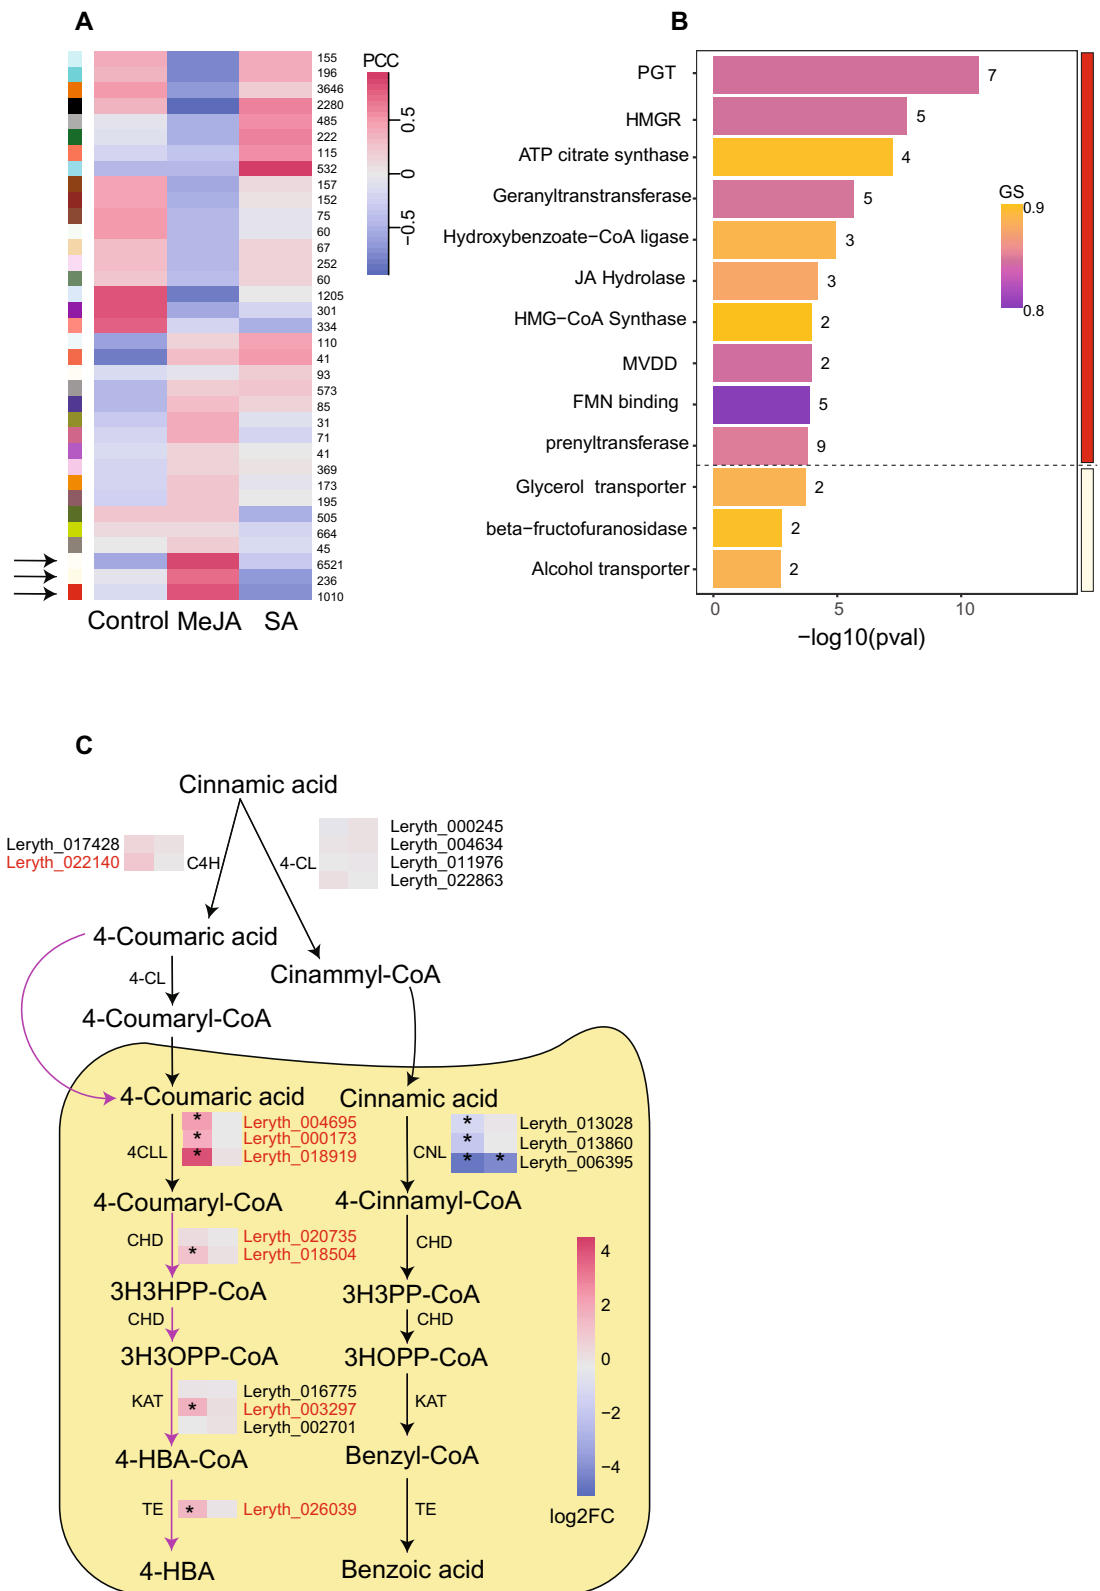 A
155
196
3646
2280
485
222
115
532
157
152
75
60
67
252
60
1205
301
334
110
41
93
573
85
31
71
41
369
173
195
505
664
45
6521
236
1010
Control MeJA SA
PCC
0.5
0
−0.5
B
PGT 7
HMGR 5
ATP citrate synthase 4
Geranyltranstransferase 5
Hydroxybenzoate−CoA ligase 3
JA Hydrolase 3
HMG−CoA Synthase 2
MVDD 2
FMN binding 5
prenyltransferase 9
Glycerol transporter 2
beta−fructofuranosidase 2
Alcohol transporter 2
0 5 10
−log10(pval)
GS
0.9
0.8
C
Cinnamic acid
Leryth_017428
Leryth_022140
C4H
4-CL
Leryth_000245
Leryth_004634
Leryth_011976
Leryth_022863
4-Coumaric acid
4-CL
Cinammyl-CoA
4-Coumaryl-CoA
4-Coumaric acid
Cinnamic acid
4CLL
* Leryth_004695
* Leryth_000173
* Leryth_018919
CNL
* Leryth_013028
* Leryth_013860
* * Leryth_006395
4-Coumaryl-CoA
4-Cinnamyl-CoA
CHD
Leryth_020735
* Leryth_018504
CHD
3H3HPP-CoA
3H3PP-CoA
CHD
CHD
3H3OPP-CoA
3HOPP-CoA
KAT
Leryth_016775
* Leryth_003297
Leryth_002701
KAT
4-HBA-CoA
Benzyl-CoA
TE * Leryth_026039
TE
4-HBA
Benzoic acid
4
2
0
−2
−4
log2FC